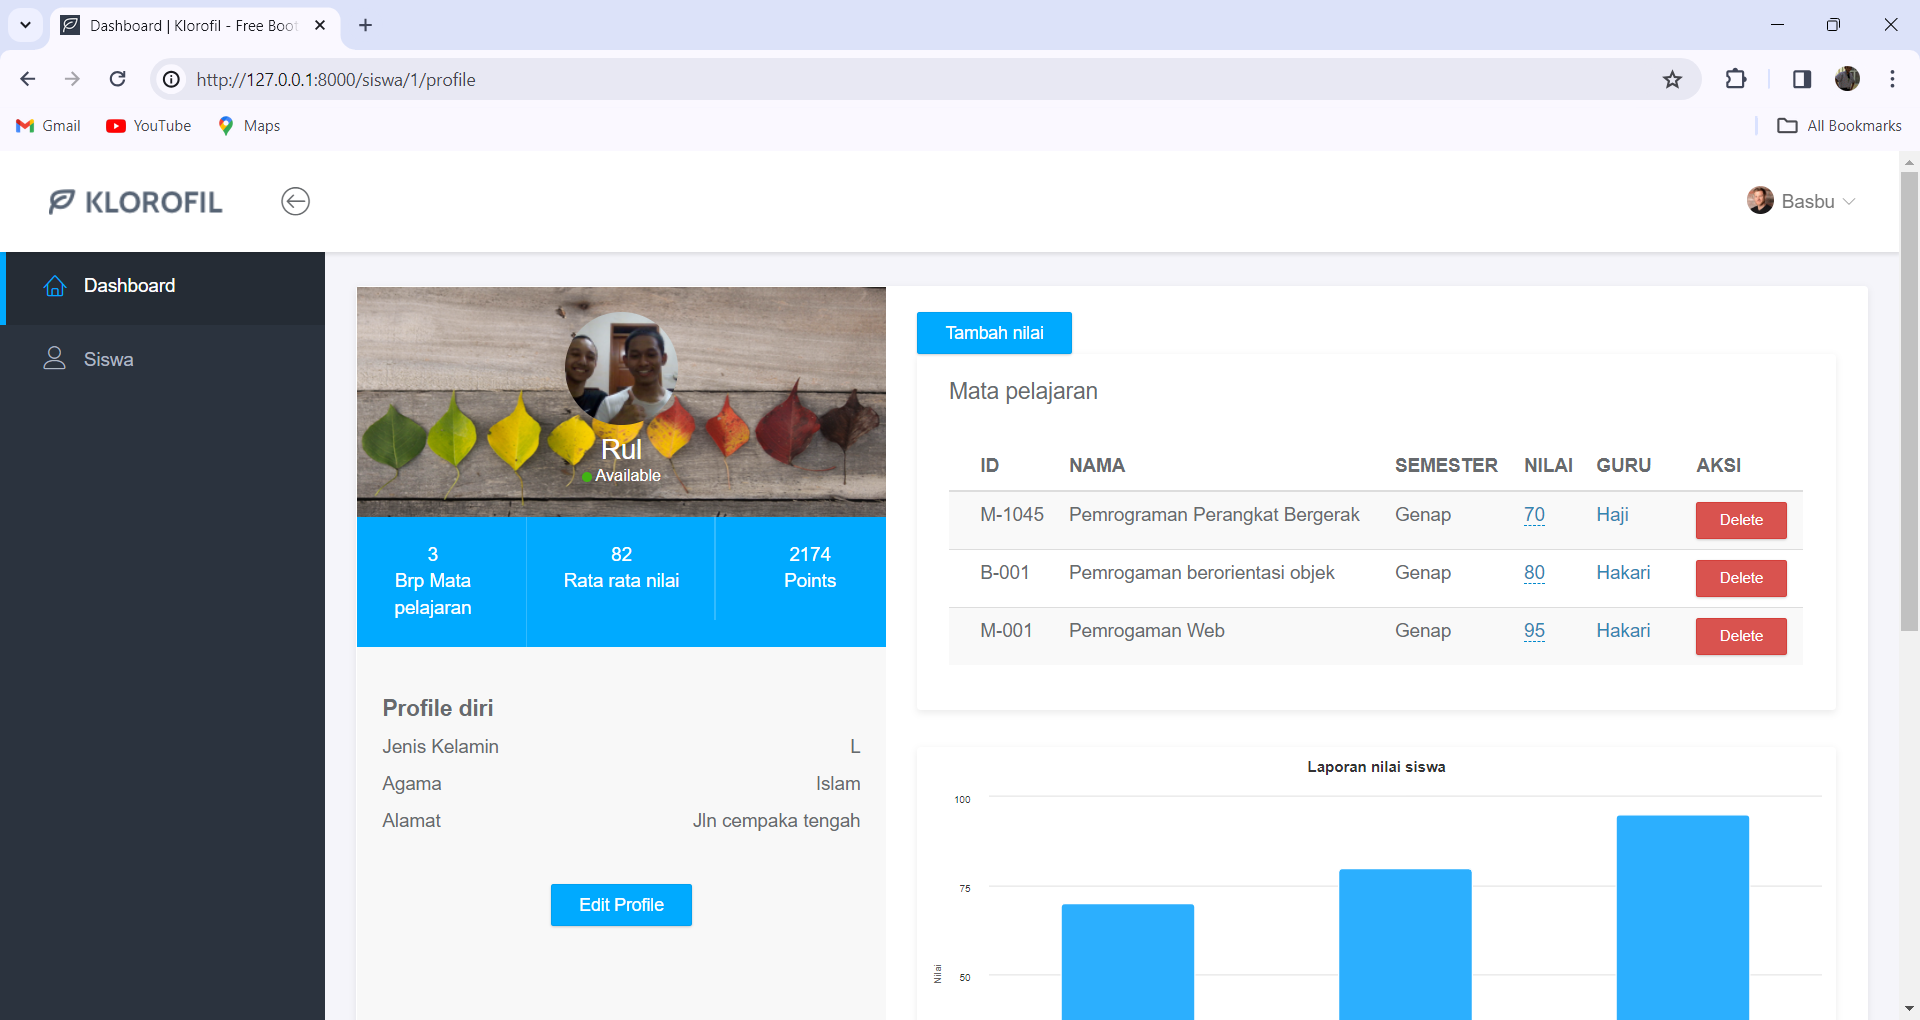 Dashboard | Klorofil - Free Boot
http://127.0.0.1:8000/siswa/1/profile
Gmail
YouTube
Maps
All Bookmarks
KLOROFIL
Basbu
Dashboard
Siswa
Rul
Available
3
Brp Mata
pelajaran
82
Rata rata nilai
2174
Points
Profile diri
Jenis Kelamin L
Agama Islam
Alamat Jln cempaka tengah
Edit Profile
Tambah nilai
Mata pelajaran
ID NAMA SEMESTER NILAI GURU AKSI
M-1045 Pemrograman Perangkat Bergerak Genap 70 Haji Delete
B-001 Pemrogaman berorientasi objek Genap 80 Hakari Delete
M-001 Pemrogaman Web Genap 95 Hakari Delete
Laporan nilai siswa
100
75
50
Nilai